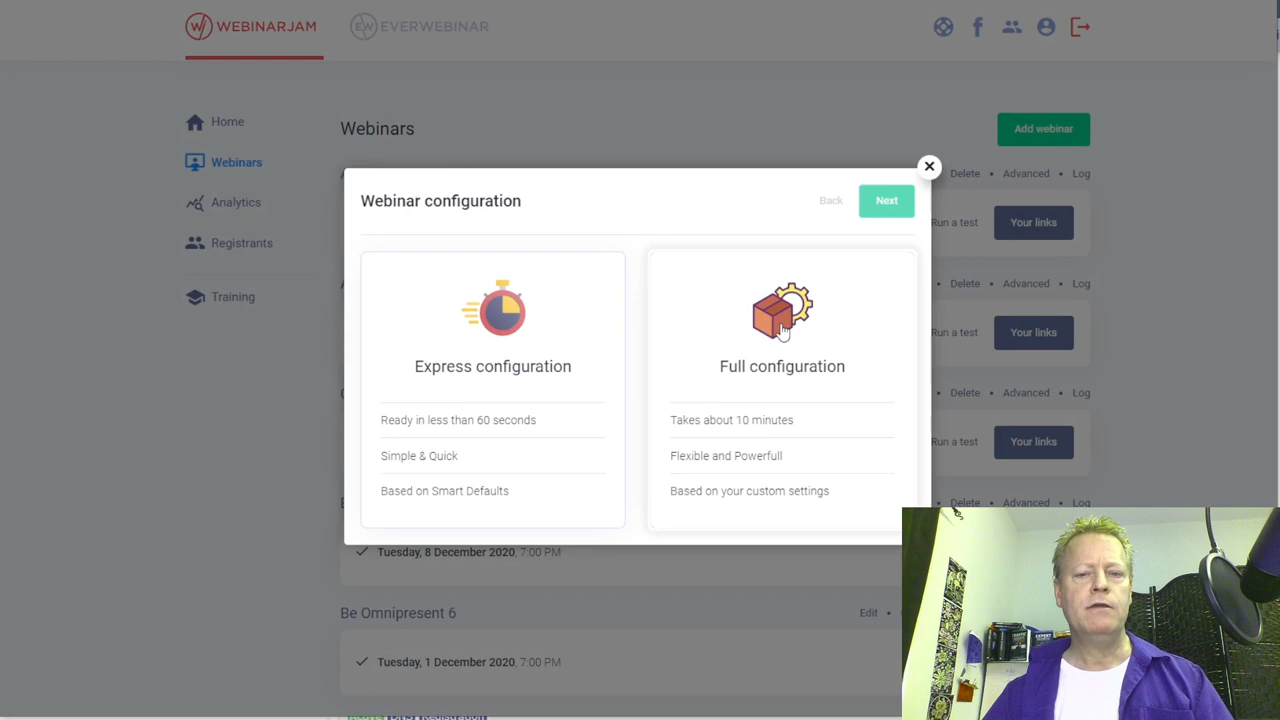 WEBINARJAM
EW EVERWEBINAR
Home
Webinars
Analytics
Registrants
Training
Webinars
Add webinar
Delete • Advanced • Log
Run a test Your links
Delete • Advanced • Log
Run a test Your links
Delete • Advanced • Log
Run a test Your links
Delete • Advanced • Log
Webinar configuration
Back Next
Express configuration
Ready in less than 60 seconds
Simple & Quick
Based on Smart Defaults
Full configuration
Takes about 10 minutes
Flexible and Powerfull
Based on your custom settings
Tuesday, 8 December 2020, 7:00 PM
Be Omnipresent 6
Edit •
Tuesday, 1 December 2020, 7:00 PM